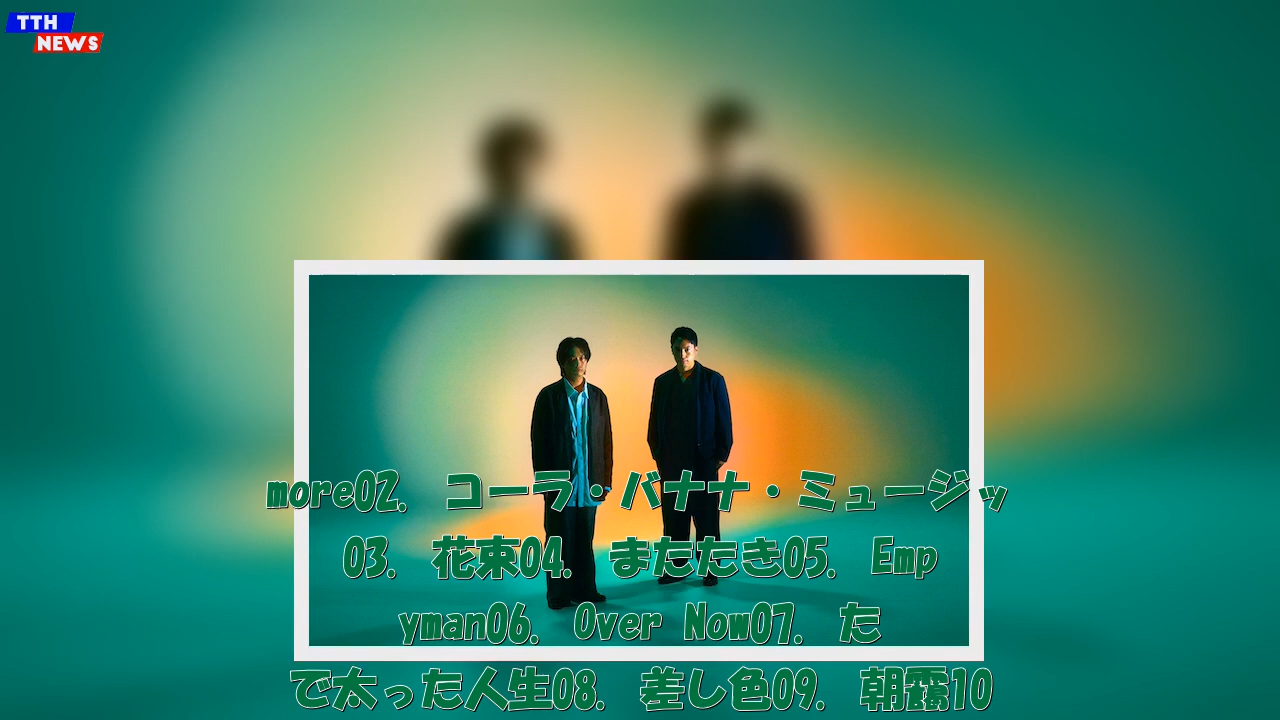 TTH
NEWS
more02. コーラ・バナナ・ミュージッ
03. 花束04. まばたき05. Emp
yman06. Over Now07. た
で太った人生08. 差し色09. 朝靄10